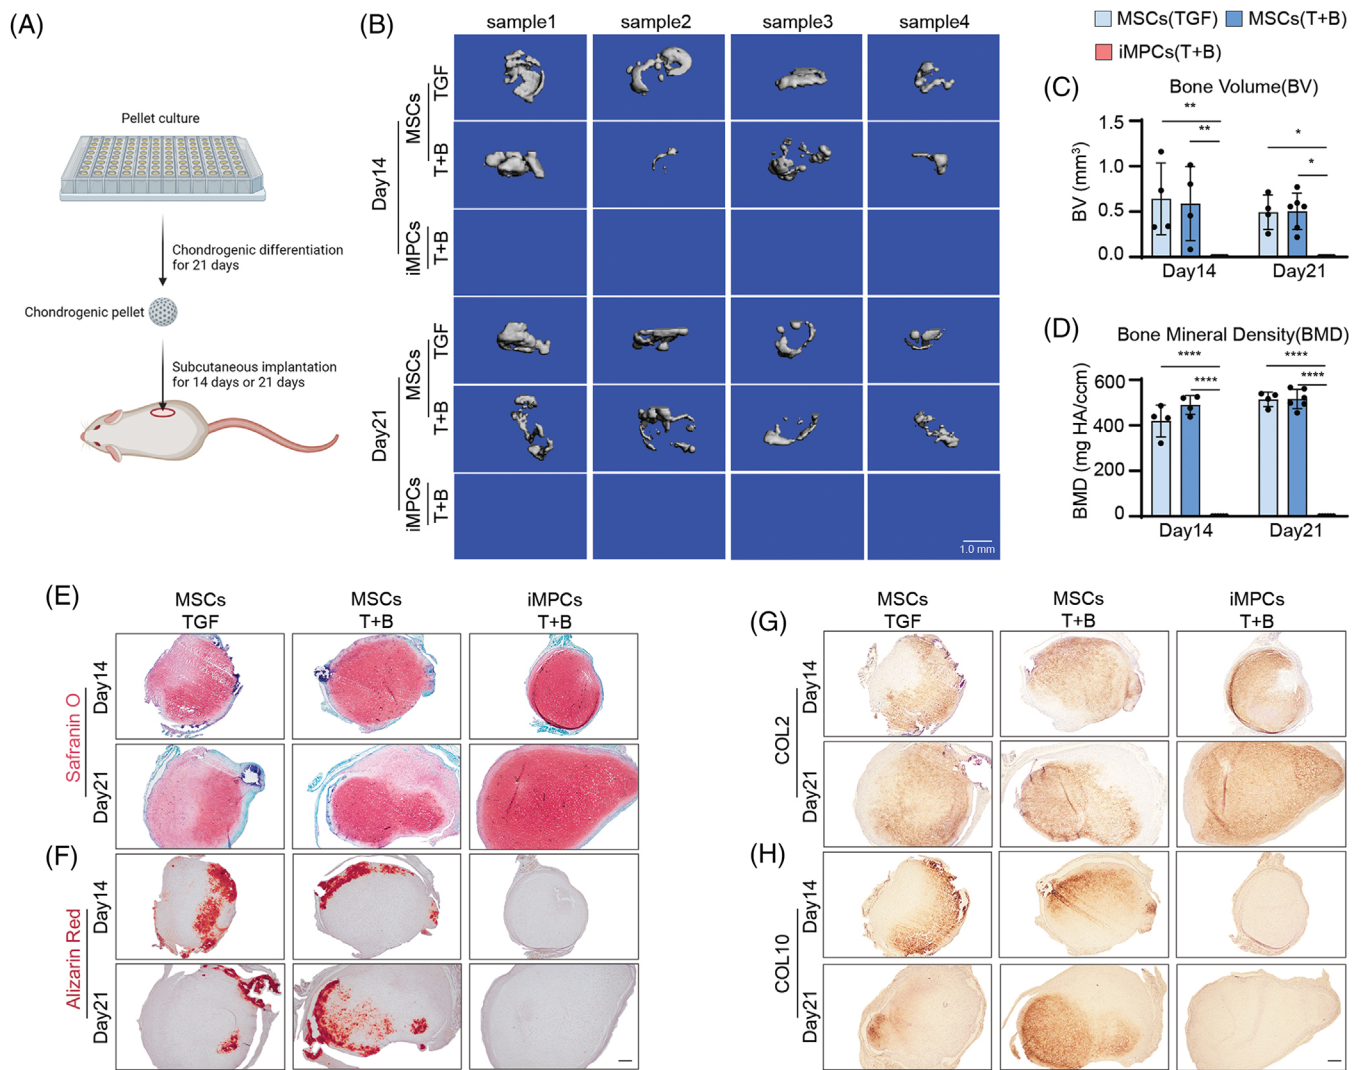 (A)
Pellet culture
Chondrogenic differentiation
for 21 days
Chondrogenic pellet
Subcutaneous implantation
for 14 days or 21 days
(B)
sample1 sample2 sample3 sample4
Day14
MSCs
TGF
T+B
iMPCs
T+B
Day21
MSCs
TGF
T+B
iMPCs
T+B
1.0 mm
MSCs(TGF) MSCs(T+B)
iMPCs(T+B)
(C)
Bone Volume(BV)
** ** * *
BV (mm³)
1.5
1.0
0.5
0.0
Day14 Day21
(D)
Bone Mineral Density(BMD)
**** **** **** ****
BMD (mg HA/ccm)
600
400
200
0
Day14 Day21
(E)
MSCs MSCs iMPCs
TGF T+B T+B
Safranin O
Day14
Day21
(F)
Alizarin Red
Day14
Day21
(G)
MSCs MSCs iMPCs
TGF T+B T+B
COL2
Day14
Day21
(H)
COL10
Day14
Day21